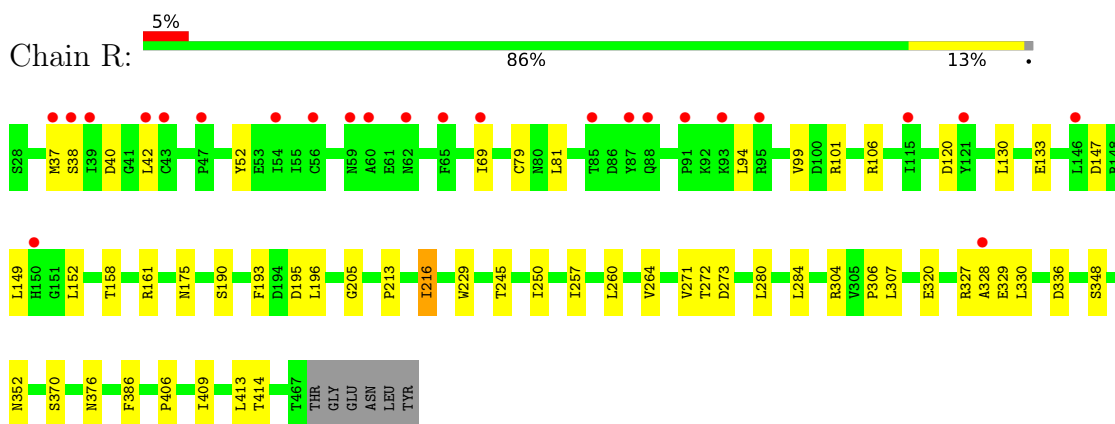 5%
Chain R:
86% 13% •
S28 M37 S38 I39 D40 G41 L42 C43 P47 Y52 E53 I54 I55 C56 N59 A60 E61 N62 F65 I69 C79 N80 L81 T85 D86 Y87 Q88 P91 K92 K93 L94 R95 V99 D100 R101 R106 I115 D120 Y121 L130 E133 L146 D147 R148
L149 H150 G151 L152 T158 R161 N175 S190 F193 D194 D195 L196 G205 P213 I216 W229 T245 I250 I257 L260 V264 V271 T272 D273 L280 L284 R304 V305 P306 L307 E320 R327 A328 E329 L330 D336 S348
N352 S370 N376 F386 P406 I409 L413 T414 T467 THR GLY GLU ASN LEU TYR